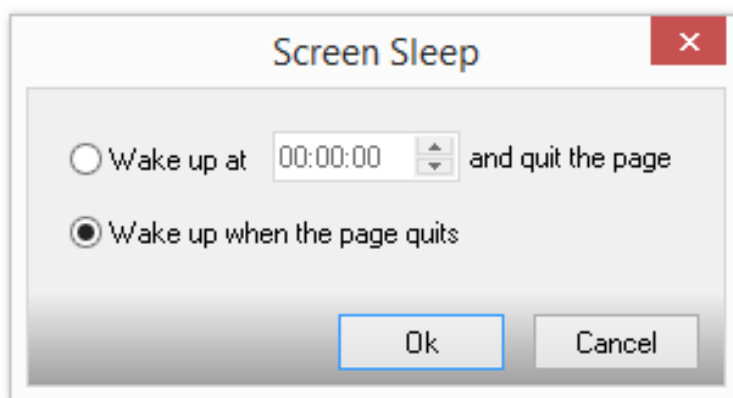 Screen Sleep
Wake up at 00:00:00 and quit the page
Wake up when the page quits
Ok Cancel